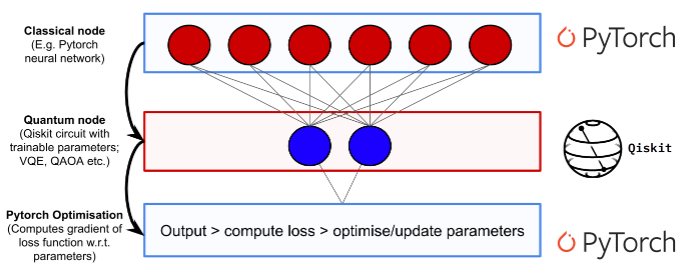 Classical node
(E.g. Pytorch
neural network)
PyTorch
Quantum node
(Qiskit circuit with
trainable parameters;
VQE, QAOA etc.)
Qiskit
Pytorch Optimisation
(Computes gradient of
loss function w.r.t.
parameters)
Output > compute loss > optimise/update parameters
PyTorch